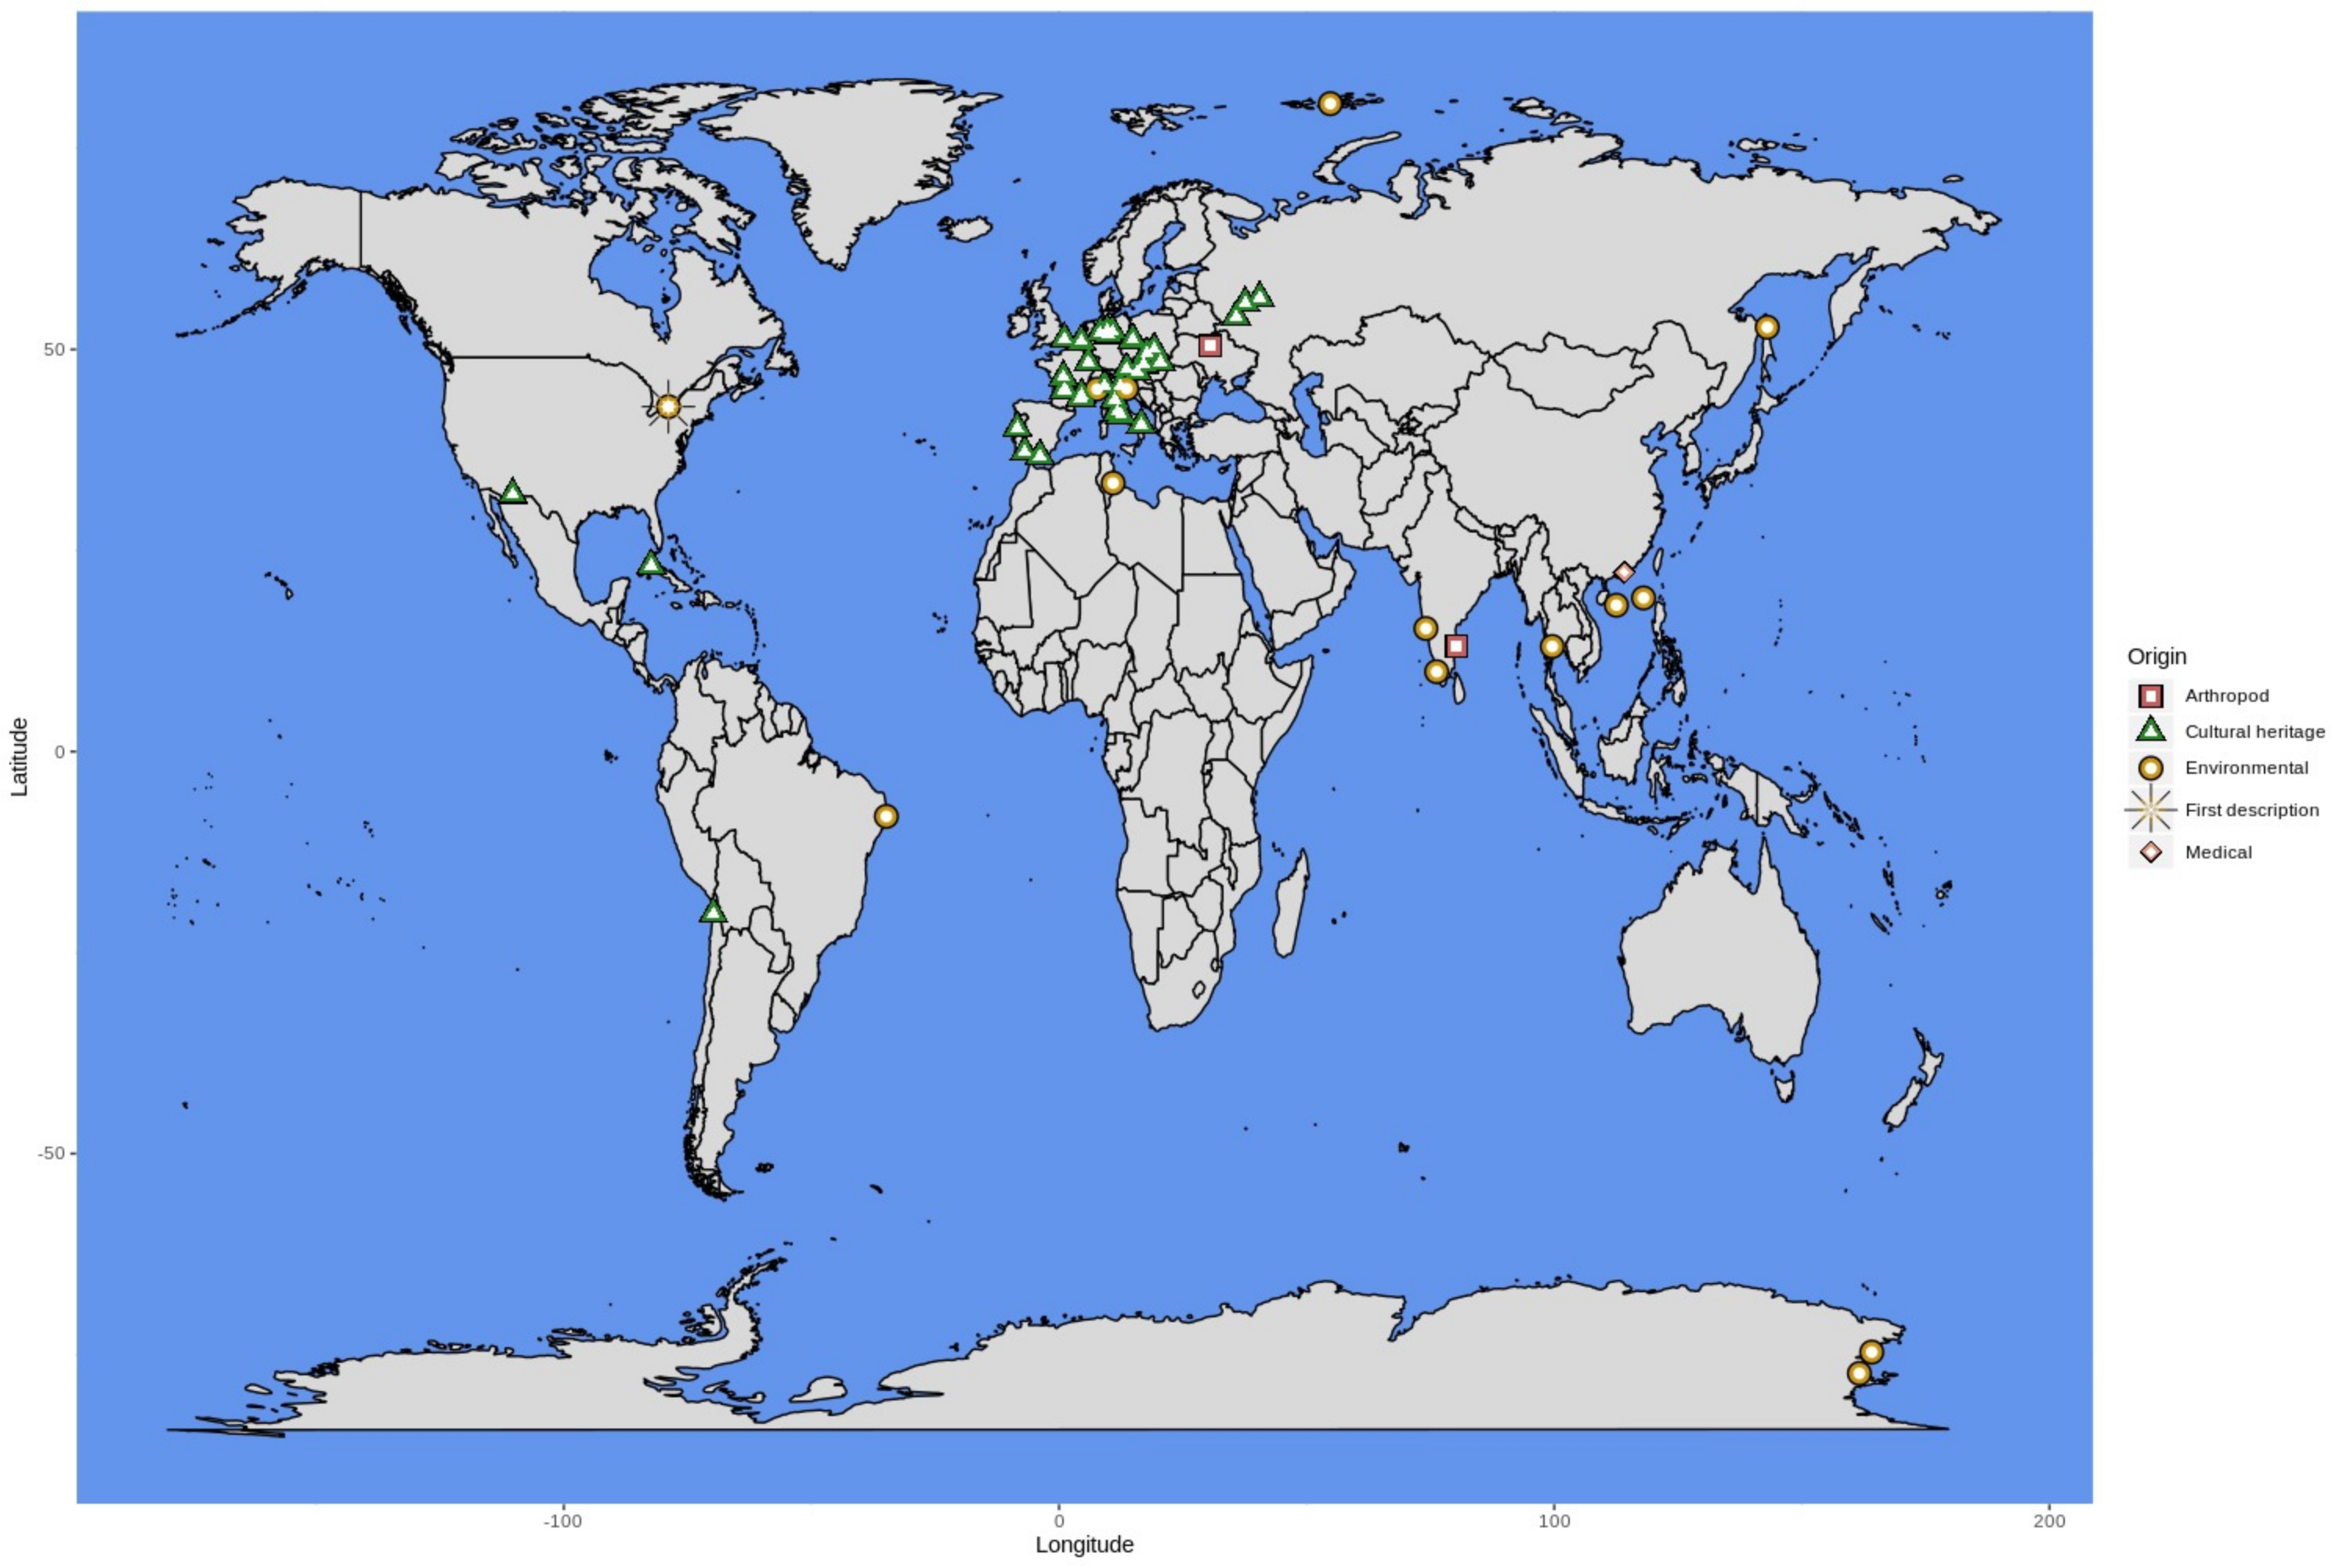 50
0
-50
Latitude
-100
0
100
200
Longitude
Origin
Arthropod
Cultural heritage
Environmental
First description
Medical